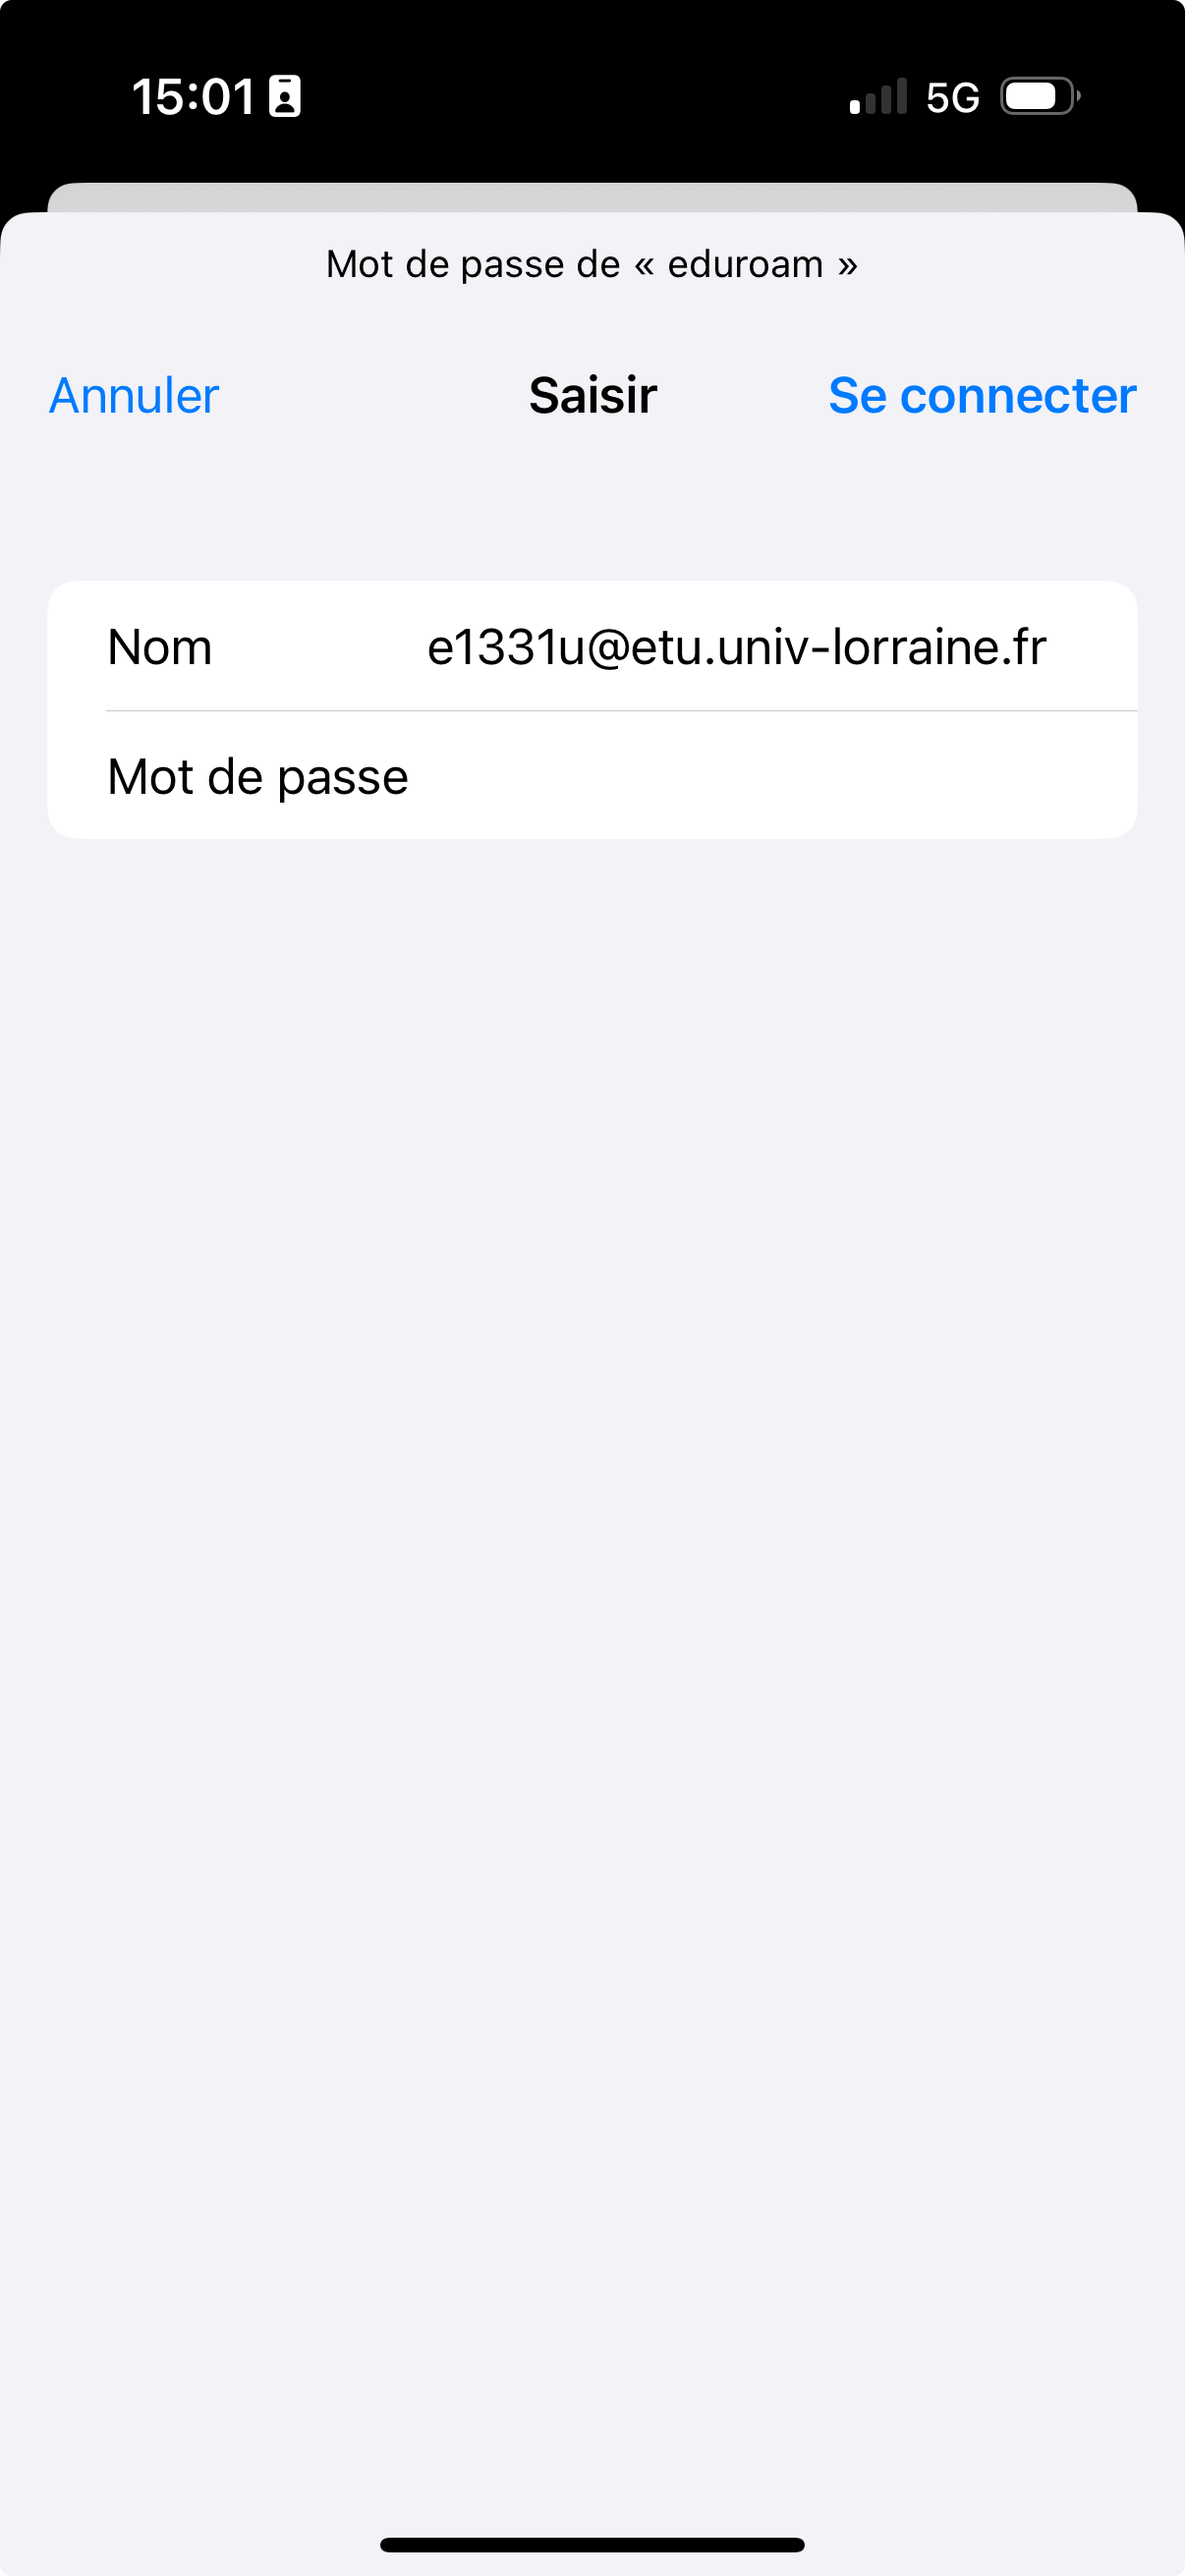 15:01 5G
Mot de passe de « eduroam »
Annuler Saisir Se connecter
Nom e1331u@etu.univ-lorraine.fr
Mot de passe